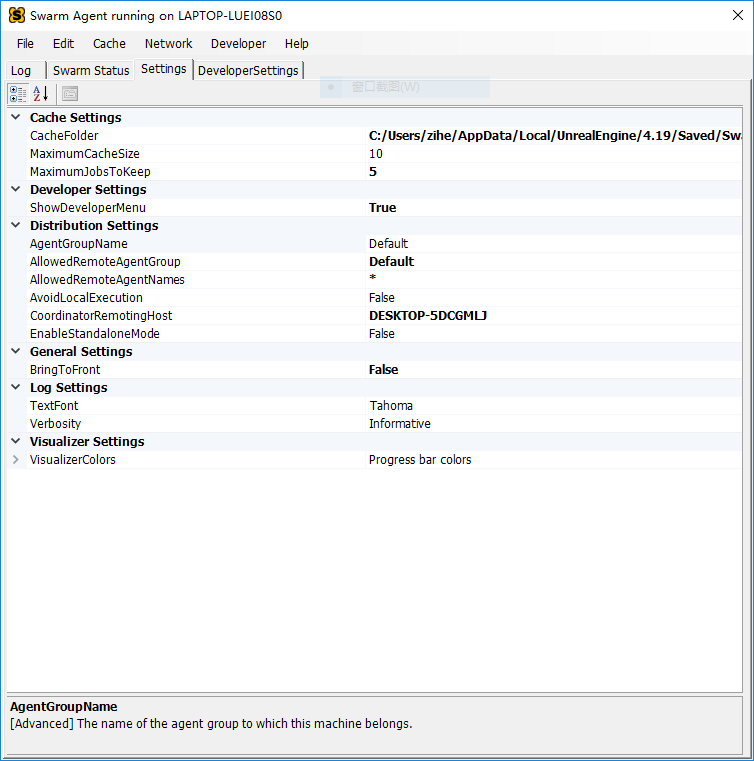 Swarm Agent running on LAPTOP-LUEI08S0
File Edit Cache Network Developer Help
Log Swarm Status Settings DeveloperSettings
窗口截图(W)
Cache Settings
CacheFolder C:/Users/zihe/AppData/Local/UnrealEngine/4.19/Saved/Swa
MaximumCacheSize 10
MaximumJobsToKeep 5
Developer Settings
ShowDeveloperMenu True
Distribution Settings
AgentGroupName Default
AllowedRemoteAgentGroup Default
AllowedRemoteAgentNames *
AvoidLocalExecution False
CoordinatorRemotingHost DESKTOP-5DCGMLJ
EnableStandaloneMode False
General Settings
BringToFront False
Log Settings
TextFont Tahoma
Verbosity Informative
Visualizer Settings
VisualizerColors Progress bar colors
AgentGroupName
[Advanced] The name of the agent group to which this machine belongs.